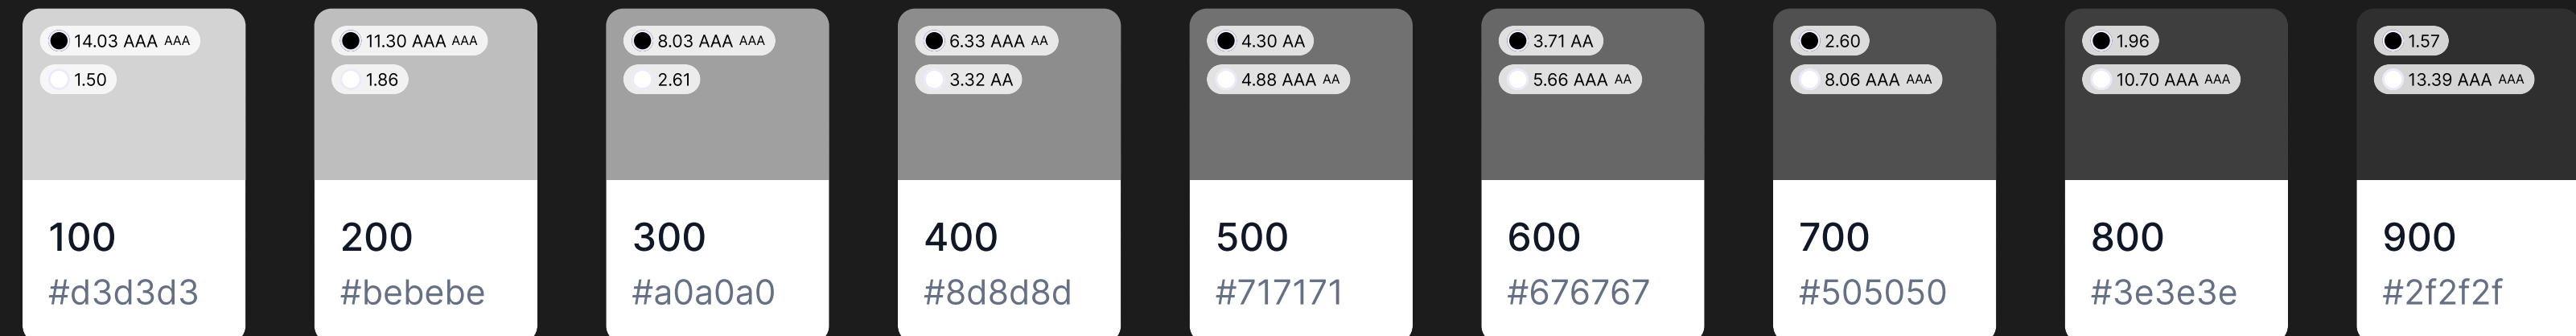 14.03 AAA AAA
1.50
100
#d3d3d3
11.30 AAA AAA
1.86
200
#bebebe
8.03 AAA AAA
2.61
300
#a0a0a0
6.33 AAA AA
3.32 AA
400
#8d8d8d
4.30 AA
4.88 AAA AA
500
#717171
3.71 AA
5.66 AAA AA
600
#676767
2.60
8.06 AAA AAA
700
#505050
1.96
10.70 AAA AAA
800
#3e3e3e
1.57
13.39 AAA AAA
900
#2f2f2f